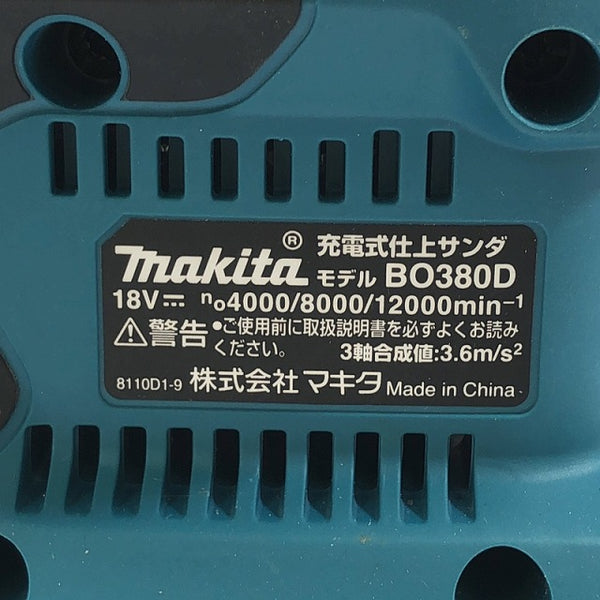 makita® 充電式仕上サンダ
モデル BO380D
18V⎓ n₀4000/8000/12000min⁻¹
⚠警告 •ご使用前に取扱説明書を必ずよくお読み
ください。 3軸合成値:3.6m/s²
8110D1-9 株式会社 マキタ Made in China